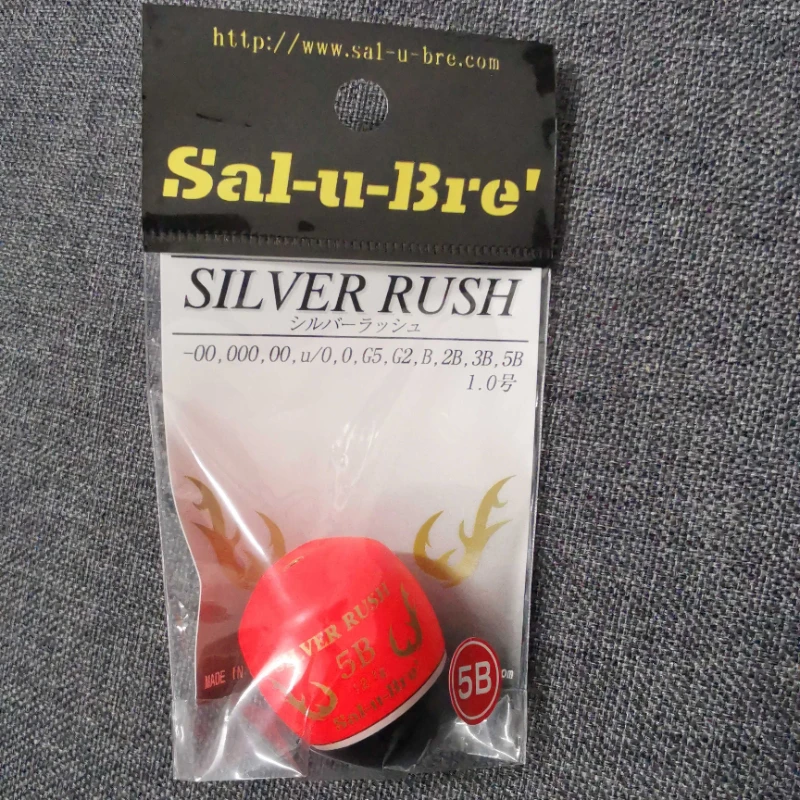 http://www.sal-u-bre.com
Sal-u-Bre'
SILVER RUSH
シルバーラッシュ
-00,000,00,u/0,0,G5,G2,B,2B,3B,5B
1.0号
SILVER RUSH
5B
Sal-u-Bre'
MADE IN
5B
om